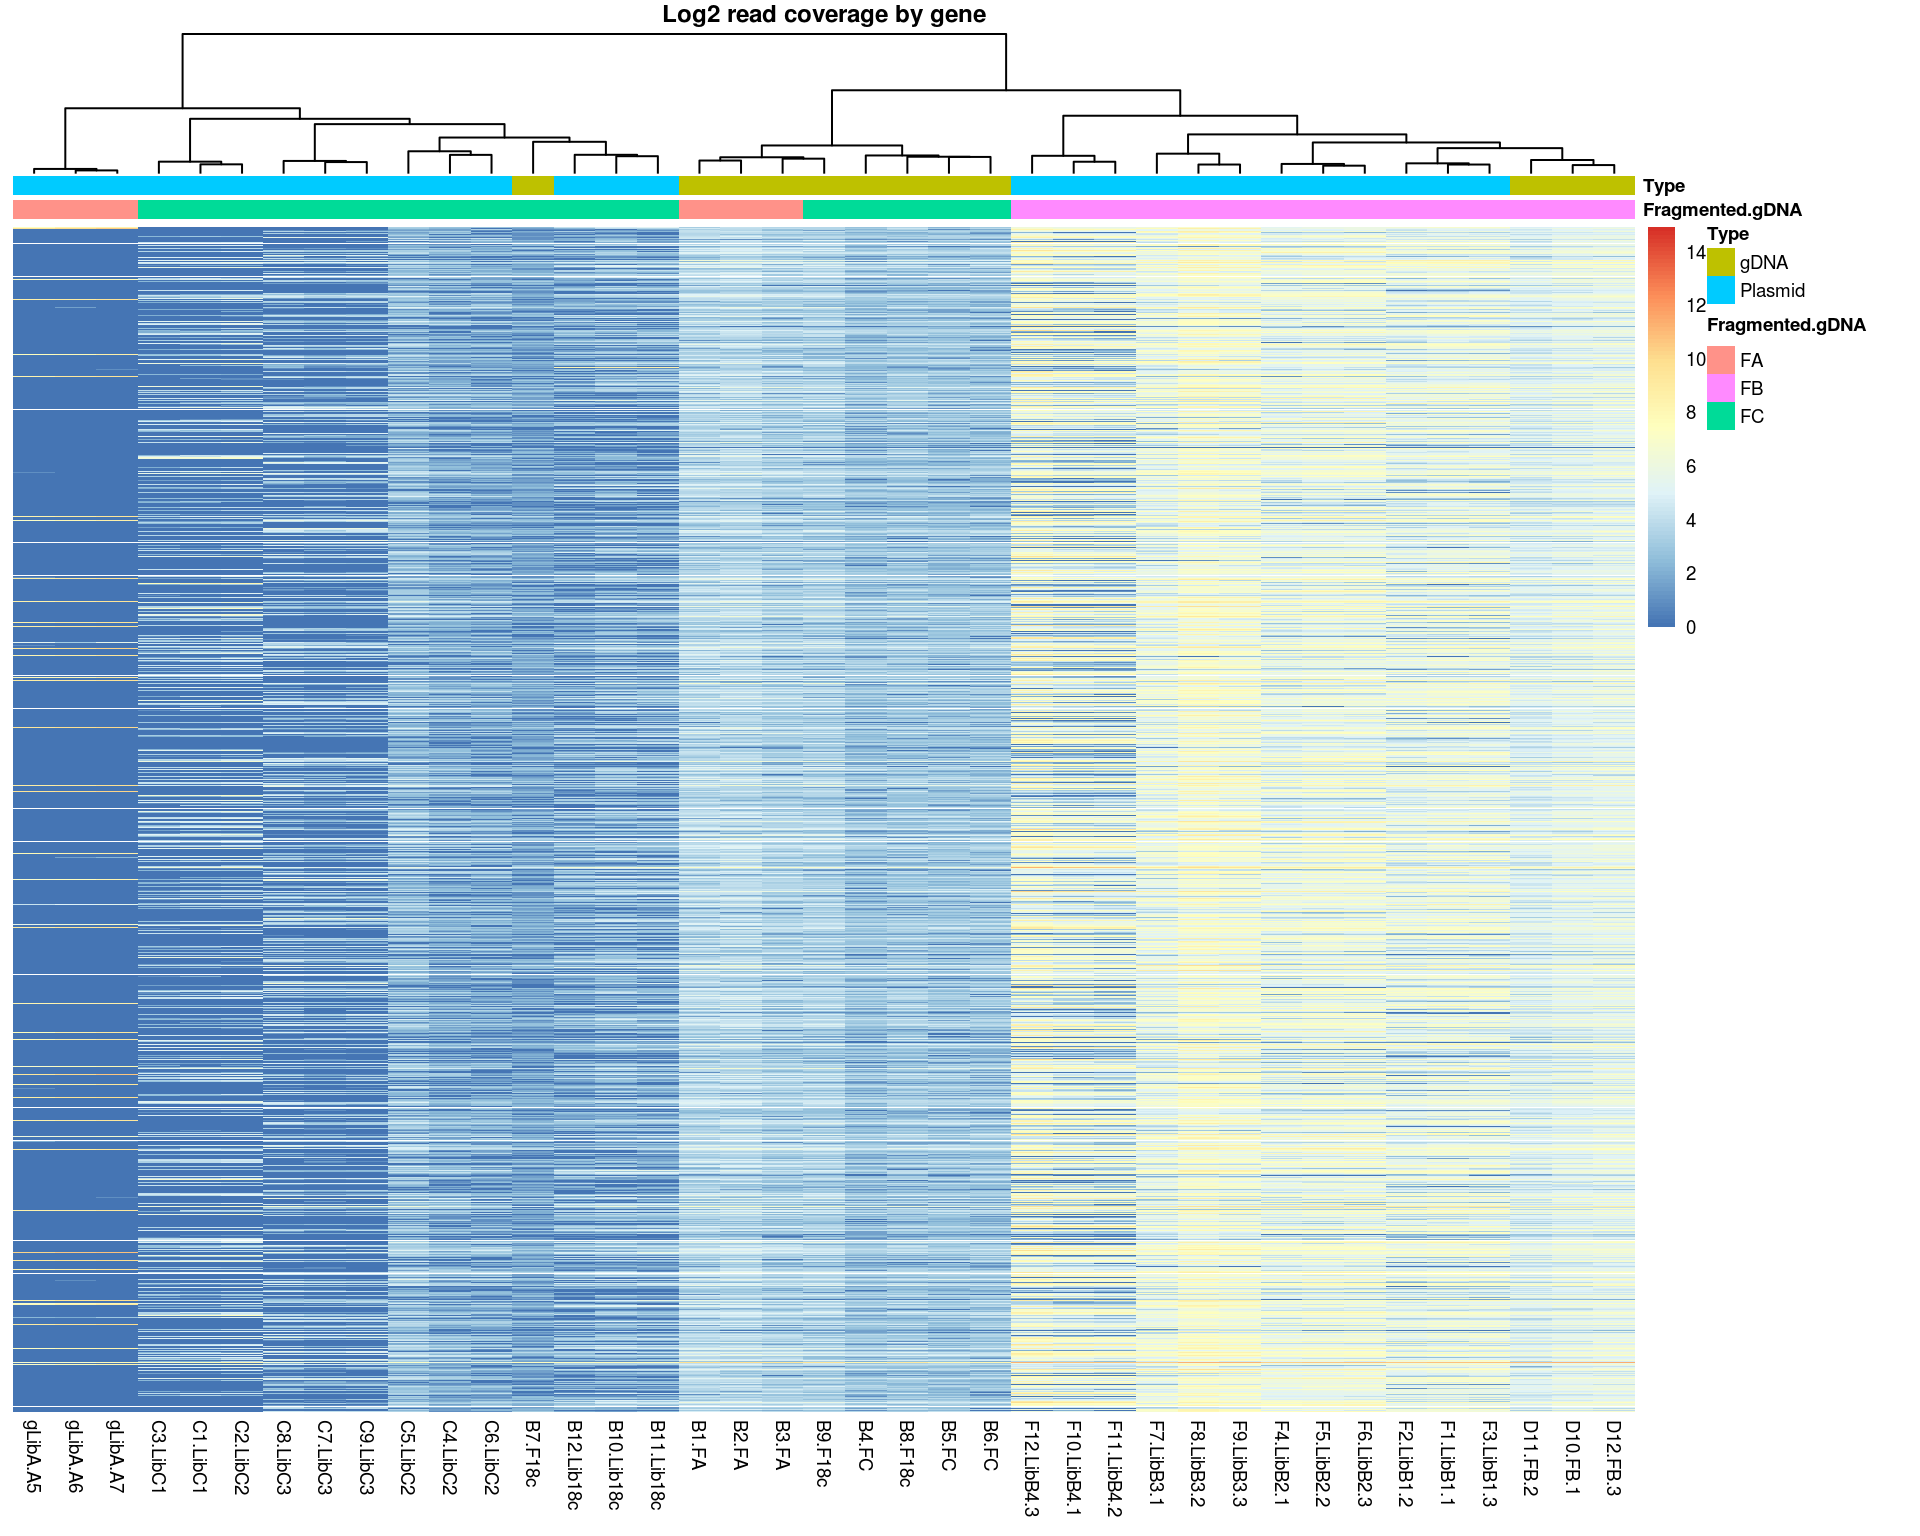 Log2 read coverage by gene
Type
Fragmented.gDNA
14
12
10
8
6
4
2
0
Type
gDNA
Plasmid
Fragmented.gDNA
FA
FB
FC
gLibA.A5
gLibA.A6
gLibA.A7
C3.LibC1
C1.LibC1
C2.LibC2
C8.LibC3
C7.LibC3
C9.LibC3
C5.LibC2
C4.LibC2
C6.LibC2
B7.F18c
B12.Lib18c
B10.Lib18c
B11.Lib18c
B1.FA
B2.FA
B3.FA
B9.F18c
B4.FC
B8.F18c
B5.FC
B6.FC
F12.LibB4.3
F10.LibB4.1
F11.LibB4.2
F7.LibB3.1
F8.LibB3.2
F9.LibB3.3
F4.LibB2.1
F5.LibB2.2
F6.LibB2.3
F2.LibB1.2
F1.LibB1.1
F3.LibB1.3
D11.FB.2
D10.FB.1
D12.FB.3